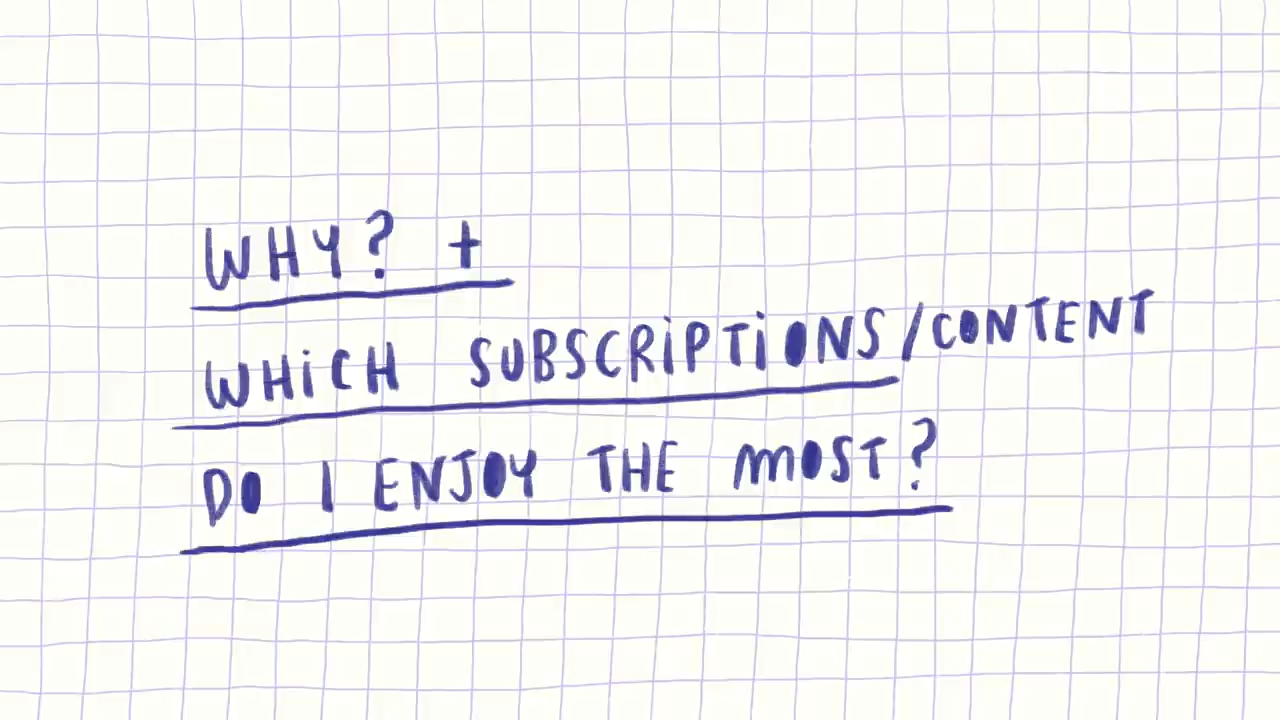 WHY? +
WHiCH SUBSCRiPTiONS/CONTENT
DO I ENJOY THE MOST?